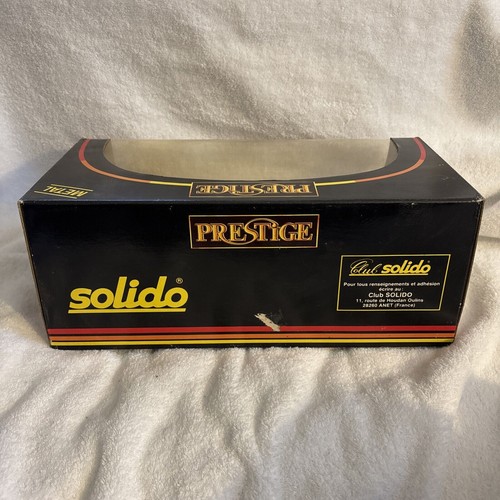 METAL
PRESTIGE
PRESTIGE
solido®
Club solido®
Pour tous renseignements et adhésion
écrire au :
Club SOLIDO
11, route de Houdan Oulins
28260 ANET (France)